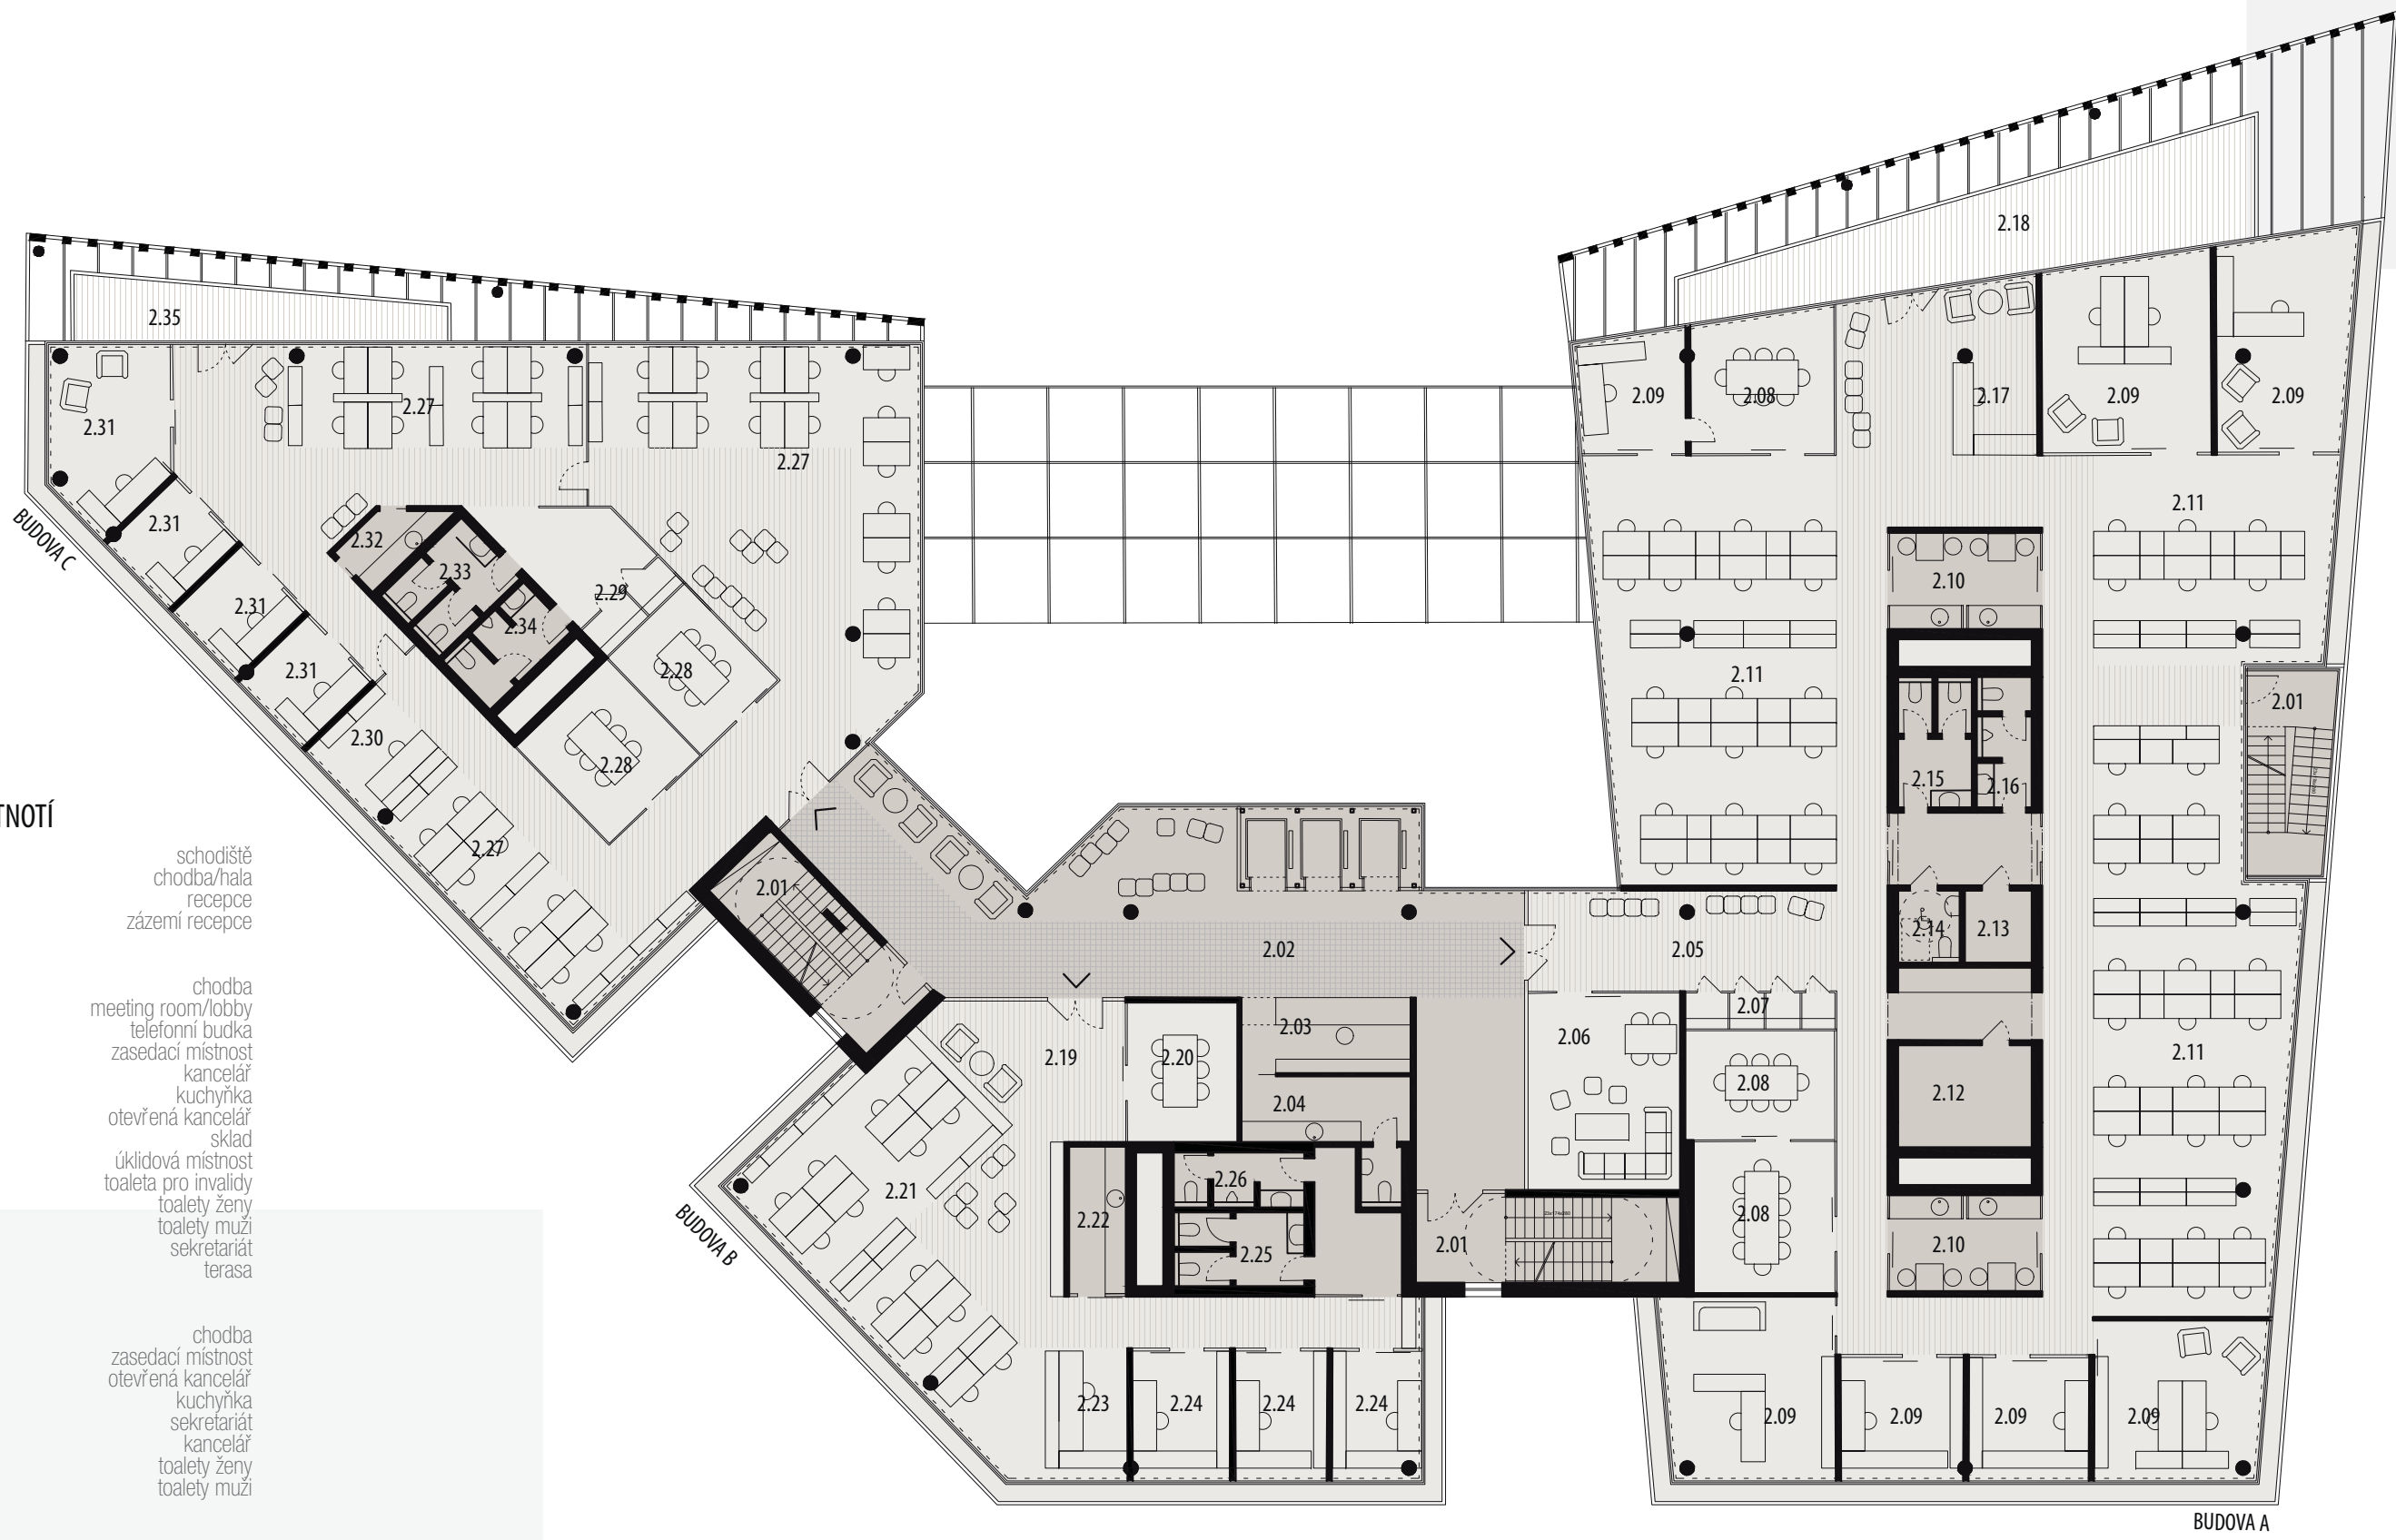 2.18
2.35
2.09
2.08
2.17
2.09
2.09
2.31
2.27
2.27
2.11
2.31
2.32
BUDOVA C
2.33
2.10
2.29
2.31
2.34
2.31
2.28
2.11
2.01
2.30
2.28
2.15
2.16
TNOTÍ
2.27
2.01
schodiště
chodba/hala
recepce
zázemí recepce
2.02
2.05
2.14
2.13
chodba
meeting room/lobby
telefonní budka
zasedací místnost
kancelář
kuchyňka
otevřená kancelář
sklad
úklidová místnost
toaleta pro invalidy
toalety ženy
toalety muži
sekretariát
terasa
2.07
2.03
2.06
2.19
2.20
2.11
2.08
2.12
2.04
2.26
2.21
2.22
2.08
BUDOVA B
2.25
2.01
2.10
chodba
zasedací místnost
otevřená kancelář
kuchyňka
sekretariát
kancelář
toalety ženy
toalety muži
2.23
2.24
2.24
2.24
2.09
2.09
2.09
2.09
BUDOVA A